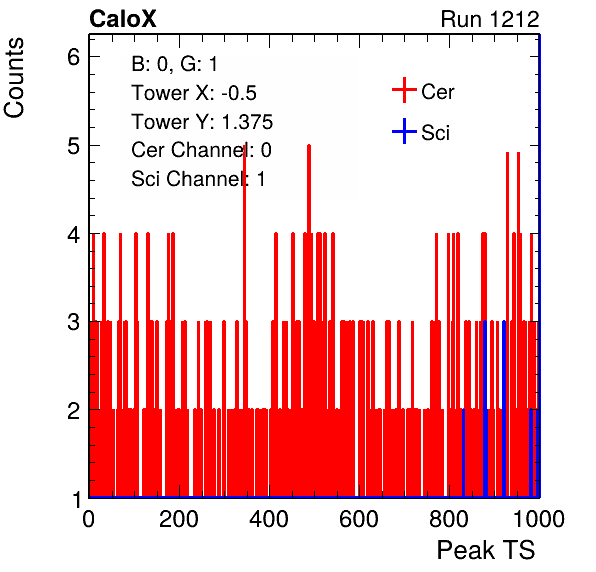 CaloX Run 1212
Counts
B: 0, G: 1
Tower X: -0.5
Tower Y: 1.375
Cer Channel: 0
Sci Channel: 1
Cer
Sci
6
5
4
3
2
1
0 200 400 600 800 1000
Peak TS